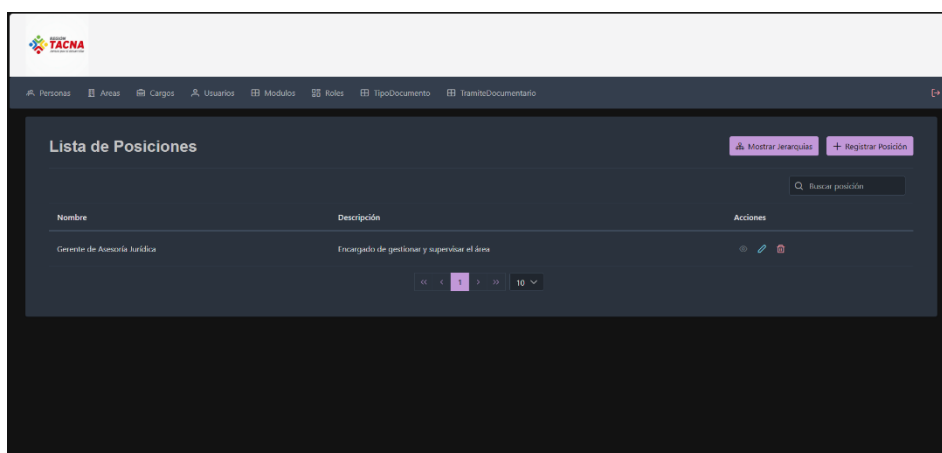 REGIÓN
TACNA
Personas Areas Cargos Usuarios Modulos Roles TipoDocumento TramiteDocumentario
Lista de Posiciones
Mostrar Jerarquías
Registrar Posición
Buscar posición
Nombre Descripción Acciones
Gerente de Asesoría Jurídica Encargado de gestionar y supervisar el área
1 10